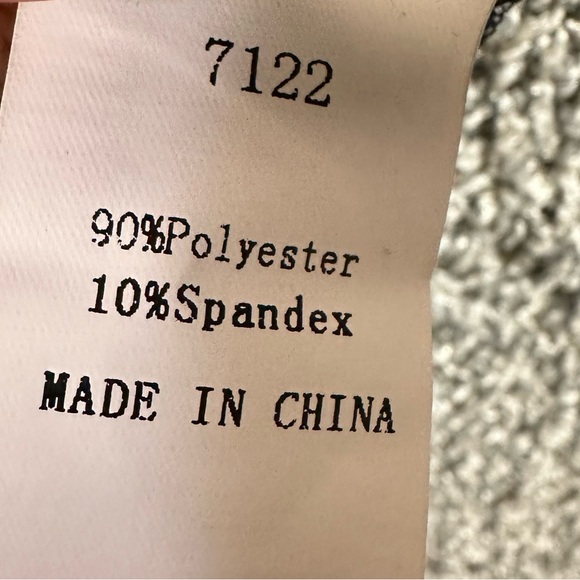 7122
90%Polyester
10%Spandex
MADE IN CHINA